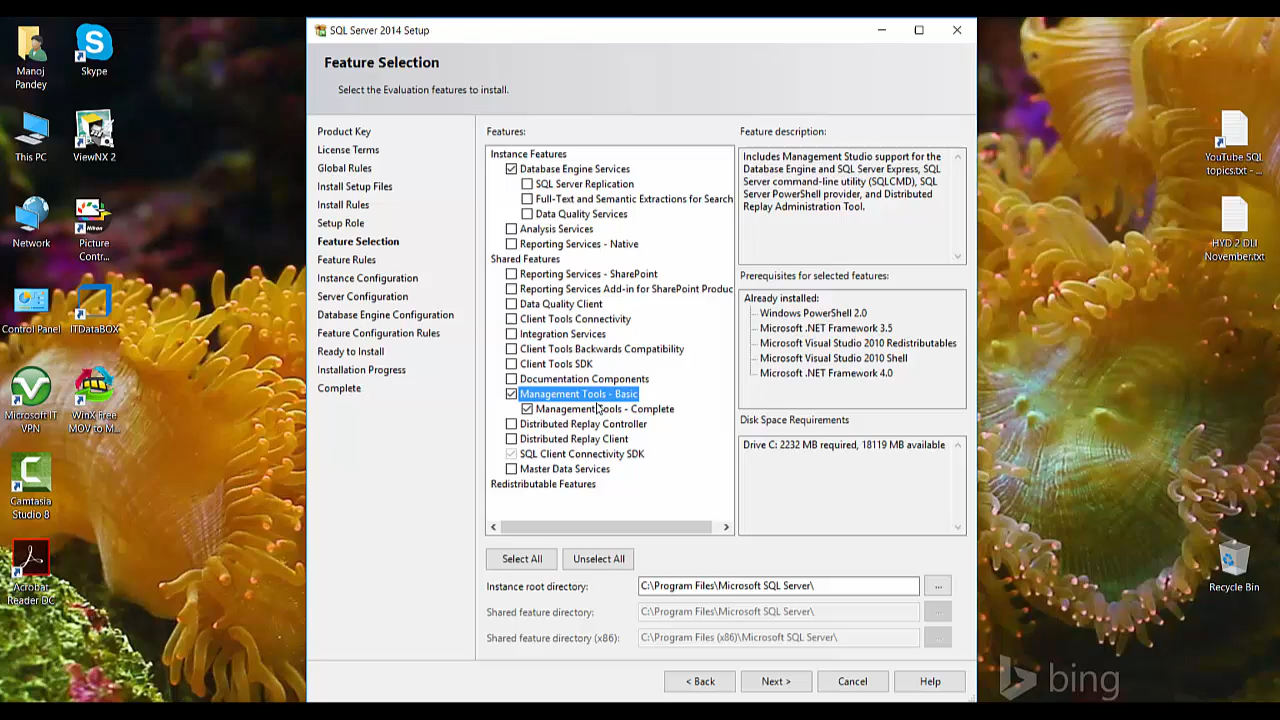 SQL Server 2014 Setup
Feature Selection
Select the Evaluation features to install.
Product Key
License Terms
Global Rules
Install Setup Files
Install Rules
Setup Role
Feature Selection
Feature Rules
Instance Configuration
Server Configuration
Database Engine Configuration
Feature Configuration Rules
Ready to Install
Installation Progress
Complete
Features:
Instance Features
Database Engine Services
SQL Server Replication
Full-Text and Semantic Extractions for Search
Data Quality Services
Analysis Services
Reporting Services - Native
Shared Features
Reporting Services - SharePoint
Reporting Services Add-in for SharePoint Produc
Data Quality Client
Client Tools Connectivity
Integration Services
Client Tools Backwards Compatibility
Client Tools SDK
Documentation Components
Management Tools - Basic
Management Tools - Complete
Distributed Replay Controller
Distributed Replay Client
SQL Client Connectivity SDK
Master Data Services
Redistributable Features
Feature description:
Includes Management Studio support for the
Database Engine and SQL Server Express, SQL
Server command-line utility (SQLCMD), SQL
Server PowerShell provider, and Distributed
Replay Administration Tool.
Prerequisites for selected features:
Already installed:
Windows PowerShell 2.0
Microsoft .NET Framework 3.5
Microsoft Visual Studio 2010 Redistributables
Microsoft Visual Studio 2010 Shell
Microsoft .NET Framework 4.0
Disk Space Requirements
Drive C: 2232 MB required, 18119 MB available
Select All
Unselect All
Instance root directory:
C:\Program Files\Microsoft SQL Server\
...
Shared feature directory:
C:\Program Files\Microsoft SQL Server\
...
Shared feature directory (x86):
C:\Program Files (x86)\Microsoft SQL Server\
...
< Back
Next >
Cancel
Help
Manoj
Pandey
Skype
This PC
ViewNX 2
Network
Nikon
Picture
Contr...
Control Panel
ITDataBOX
Microsoft IT
VPN
WinX Free
MOV to M...
Camtasia
Studio 8
Acrobat
Reader DC
YouTube SQL
topics.txt - ...
HYD 2 DLI
November.txt
Recycle Bin
bing